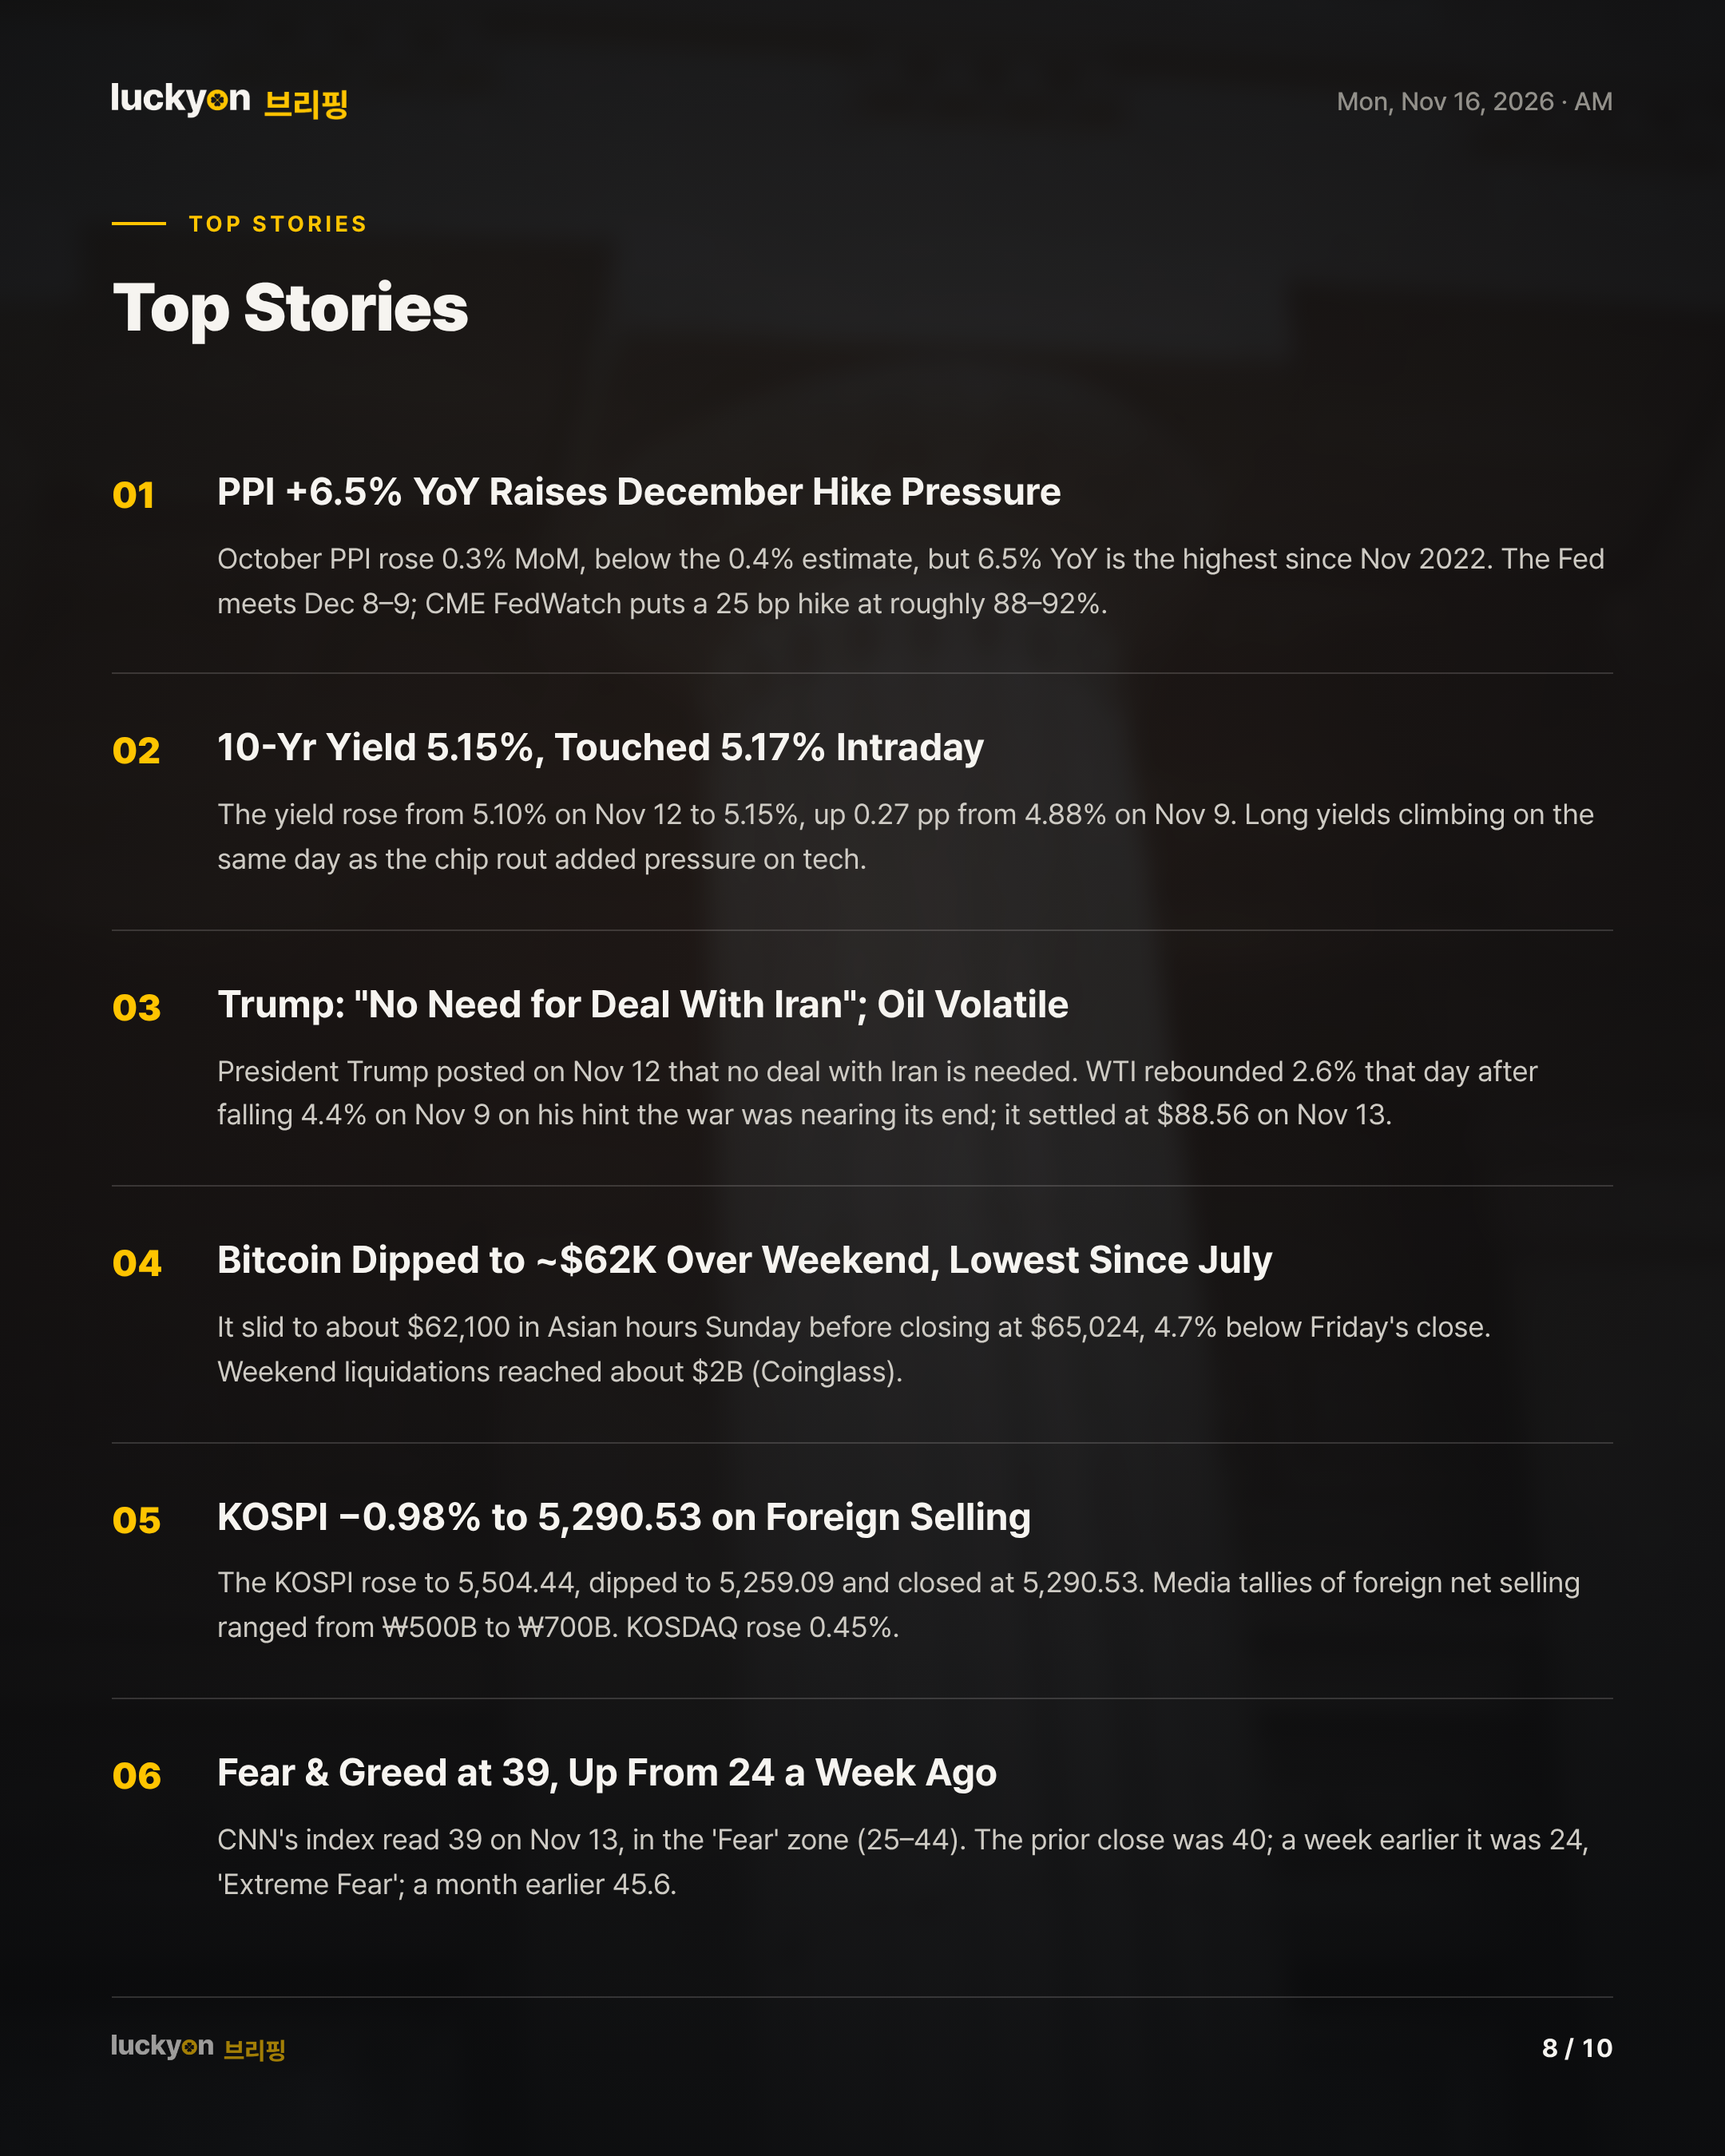 luckyon 브리핑
Mon, Nov 16, 2026 · AM
TOP STORIES
Top Stories
01
PPI +6.5% YoY Raises December Hike Pressure
October PPI rose 0.3% MoM, below the 0.4% estimate, but 6.5% YoY is the highest since Nov 2022. The Fed
meets Dec 8–9; CME FedWatch puts a 25 bp hike at roughly 88–92%.
02
10-Yr Yield 5.15%, Touched 5.17% Intraday
The yield rose from 5.10% on Nov 12 to 5.15%, up 0.27 pp from 4.88% on Nov 9. Long yields climbing on the
same day as the chip rout added pressure on tech.
03
Trump: "No Need for Deal With Iran"; Oil Volatile
President Trump posted on Nov 12 that no deal with Iran is needed. WTI rebounded 2.6% that day after
falling 4.4% on Nov 9 on his hint the war was nearing its end; it settled at $88.56 on Nov 13.
04
Bitcoin Dipped to ~$62K Over Weekend, Lowest Since July
It slid to about $62,100 in Asian hours Sunday before closing at $65,024, 4.7% below Friday's close.
Weekend liquidations reached about $2B (Coinglass).
05
KOSPI −0.98% to 5,290.53 on Foreign Selling
The KOSPI rose to 5,504.44, dipped to 5,259.09 and closed at 5,290.53. Media tallies of foreign net selling
ranged from ₩500B to ₩700B. KOSDAQ rose 0.45%.
06
Fear & Greed at 39, Up From 24 a Week Ago
CNN's index read 39 on Nov 13, in the 'Fear' zone (25–44). The prior close was 40; a week earlier it was 24,
'Extreme Fear'; a month earlier 45.6.
luckyon 브리핑
8 / 10